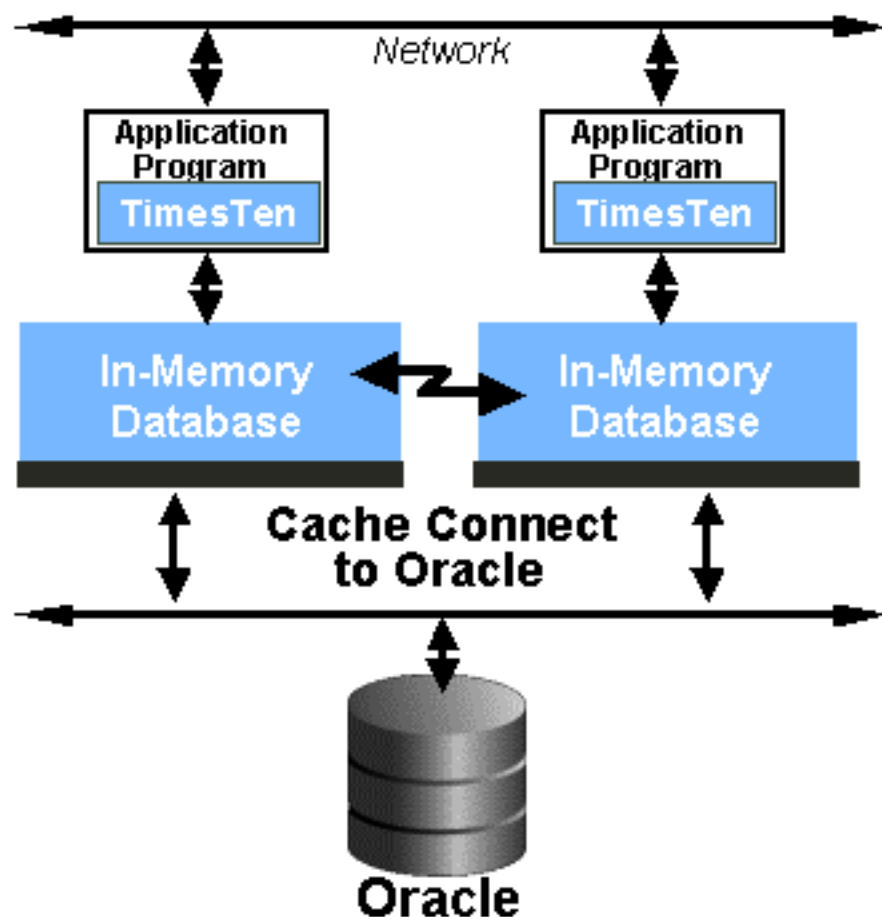 Network
Application
Program
TimesTen
Application
Program
TimesTen
In-Memory
Database
In-Memory
Database
Cache Connect
to Oracle
Oracle